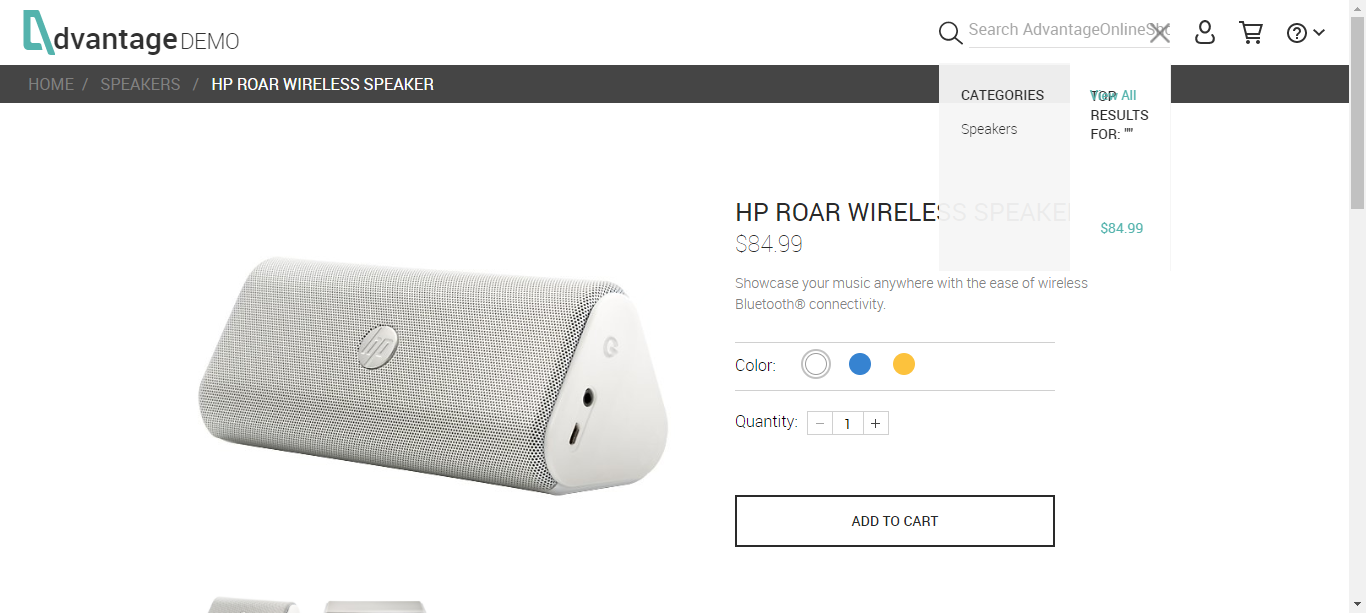 dvantage DEMO
Search AdvantageOnlineSho
HOME / SPEAKERS / HP ROAR WIRELESS SPEAKER
CATEGORIES
Speakers
View All
TOP
RESULTS
FOR: ""
$84.99
HP ROAR WIRELESS SPEAKER
$84.99
Showcase your music anywhere with the ease of wireless
Bluetooth® connectivity.
Color:
Quantity: − 1 +
ADD TO CART
hp